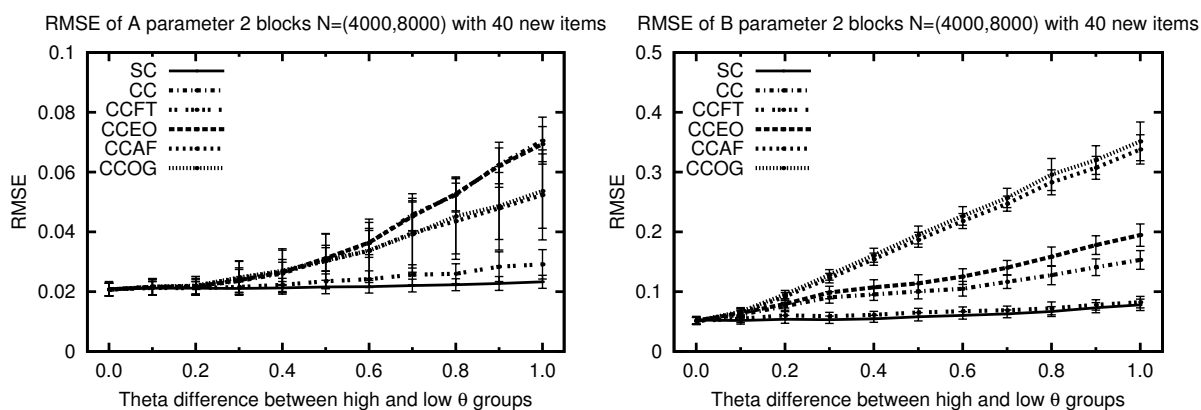 RMSE of A parameter 2 blocks N=(4000,8000) with 40 new items
0.1
0.08
0.06
0.04
0.02
0
RMSE
SC
CC
CCFT
CCEO
CCAF
CCOG
0.0 0.2 0.4 0.6 0.8 1.0
Theta difference between high and low θ groups
RMSE of B parameter 2 blocks N=(4000,8000) with 40 new items
0.5
0.4
0.3
0.2
0.1
0
RMSE
SC
CC
CCFT
CCEO
CCAF
CCOG
0.0 0.2 0.4 0.6 0.8 1.0
Theta difference between high and low θ groups